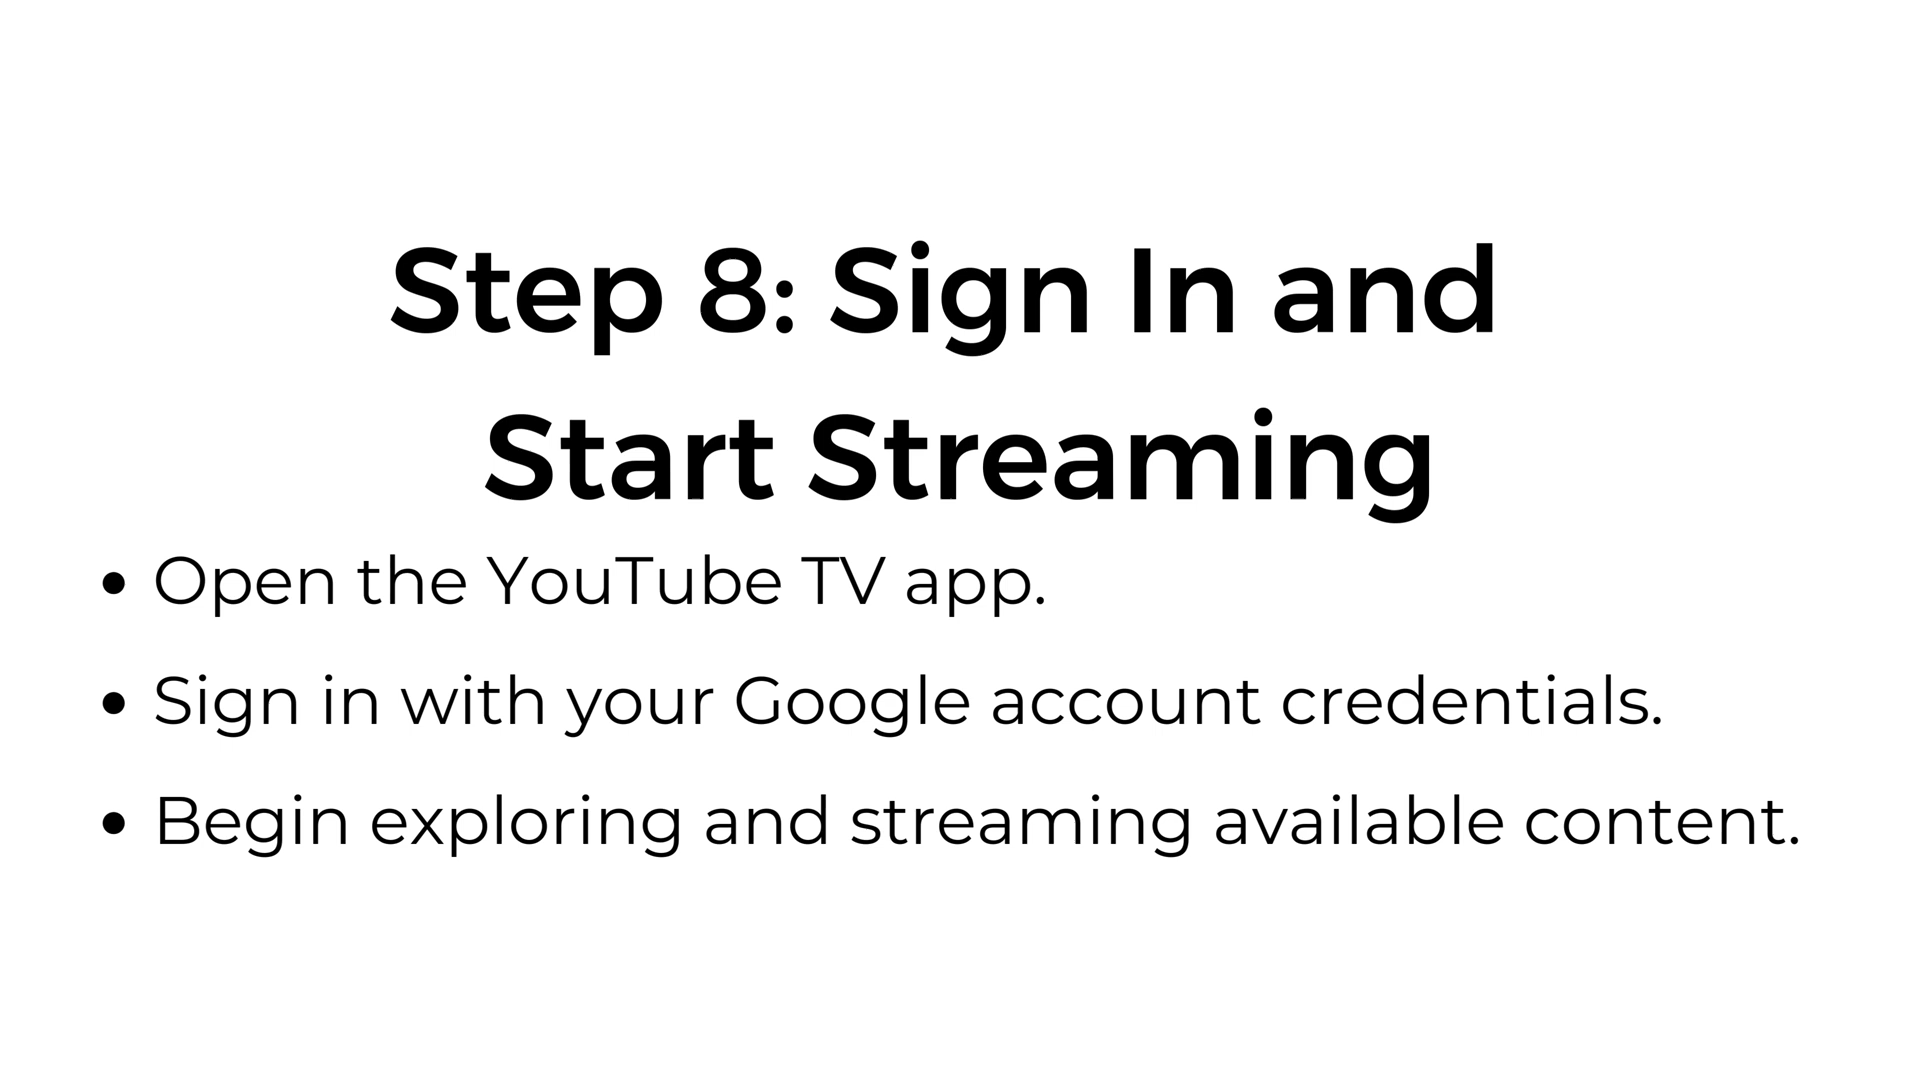 Step 8: Sign In and
Start Streaming
• Open the YouTube TV app.
• Sign in with your Google account credentials.
• Begin exploring and streaming available content.